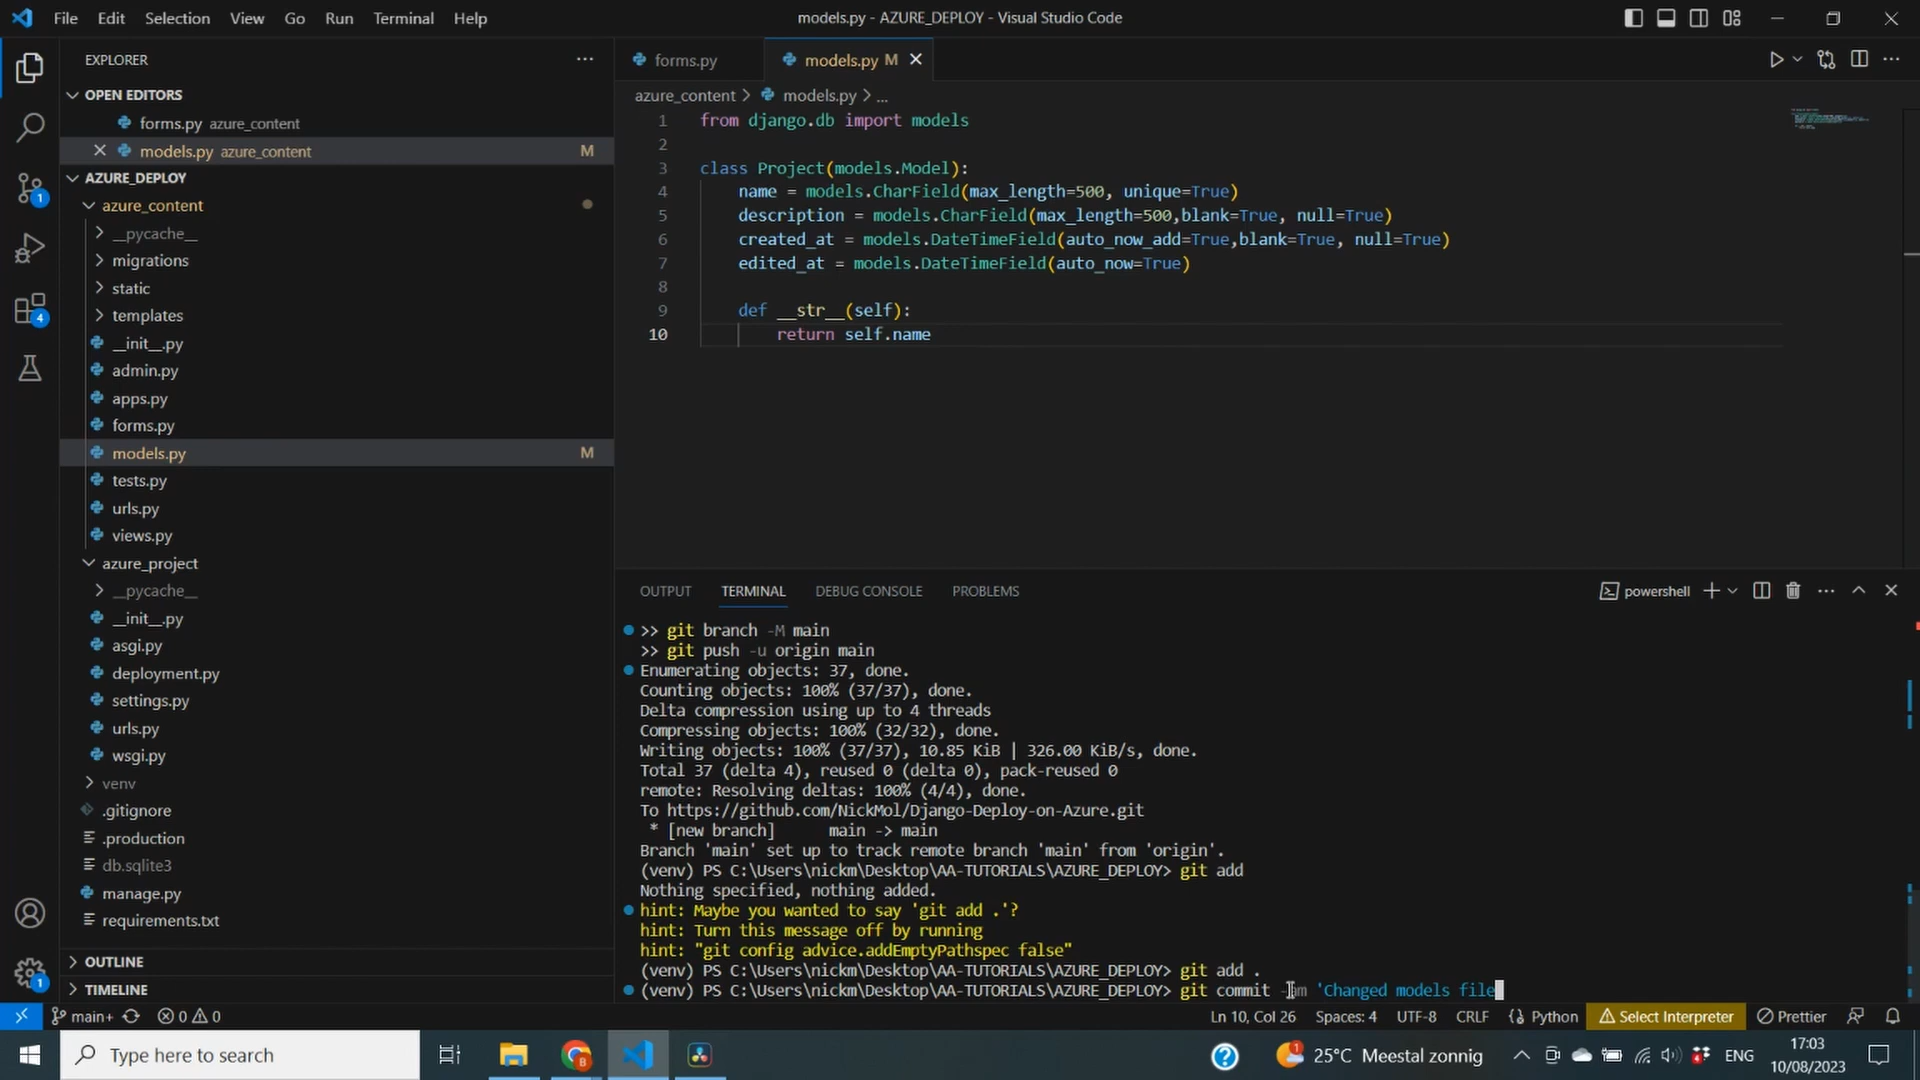 File Edit Selection View Go Run Terminal Help
models.py - AZURE_DEPLOY - Visual Studio Code
EXPLORER
OPEN EDITORS
forms.py azure_content
models.py azure_content M
AZURE_DEPLOY
azure_content
__pycache__
migrations
static
templates
__init__.py
admin.py
apps.py
forms.py
models.py M
tests.py
urls.py
views.py
azure_project
__pycache__
__init__.py
asgi.py
deployment.py
settings.py
urls.py
wsgi.py
venv
.gitignore
.production
db.sqlite3
manage.py
requirements.txt
OUTLINE
TIMELINE
1
4
1
forms.py
models.py M
azure_content > models.py > ...
1 from django.db import models
2
3 class Project(models.Model):
4 name = models.CharField(max_length=500, unique=True)
5 description = models.CharField(max_length=500,blank=True, null=True)
6 created_at = models.DateTimeField(auto_now_add=True,blank=True, null=True)
7 edited_at = models.DateTimeField(auto_now=True)
8
9 def __str__(self):
10 return self.name
OUTPUT TERMINAL DEBUG CONSOLE PROBLEMS
powershell
>> git branch -M main
>> git push -u origin main
Enumerating objects: 37, done.
Counting objects: 100% (37/37), done.
Delta compression using up to 4 threads
Compressing objects: 100% (32/32), done.
Writing objects: 100% (37/37), 10.85 KiB | 326.00 KiB/s, done.
Total 37 (delta 4), reused 0 (delta 0), pack-reused 0
remote: Resolving deltas: 100% (4/4), done.
To https://github.com/NickMol/Django-Deploy-on-Azure.git
* [new branch] main -> main
Branch 'main' set up to track remote branch 'main' from 'origin'.
(venv) PS C:\Users\nickm\Desktop\AA-TUTORIALS\AZURE_DEPLOY> git add
Nothing specified, nothing added.
hint: Maybe you wanted to say 'git add .'?
hint: Turn this message off by running
hint: "git config advice.addEmptyPathspec false"
(venv) PS C:\Users\nickm\Desktop\AA-TUTORIALS\AZURE_DEPLOY> git add .
(venv) PS C:\Users\nickm\Desktop\AA-TUTORIALS\AZURE_DEPLOY> git commit 'Changed models file
main+ 0 0
Ln 10, Col 26 Spaces: 4 UTF-8 CRLF Python Select Interpreter Prettier
Type here to search
1
25°C Meestal zonnig
ENG
17:03
10/08/2023